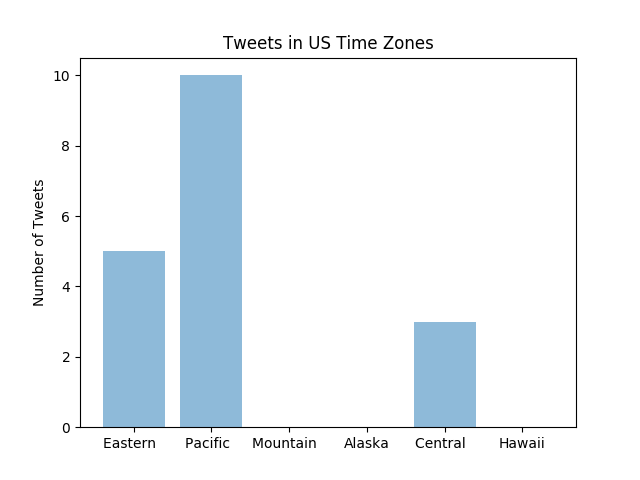 Tweets in US Time Zones
Number of Tweets
10
8
6
4
2
0
Eastern Pacific Mountain Alaska Central Hawaii